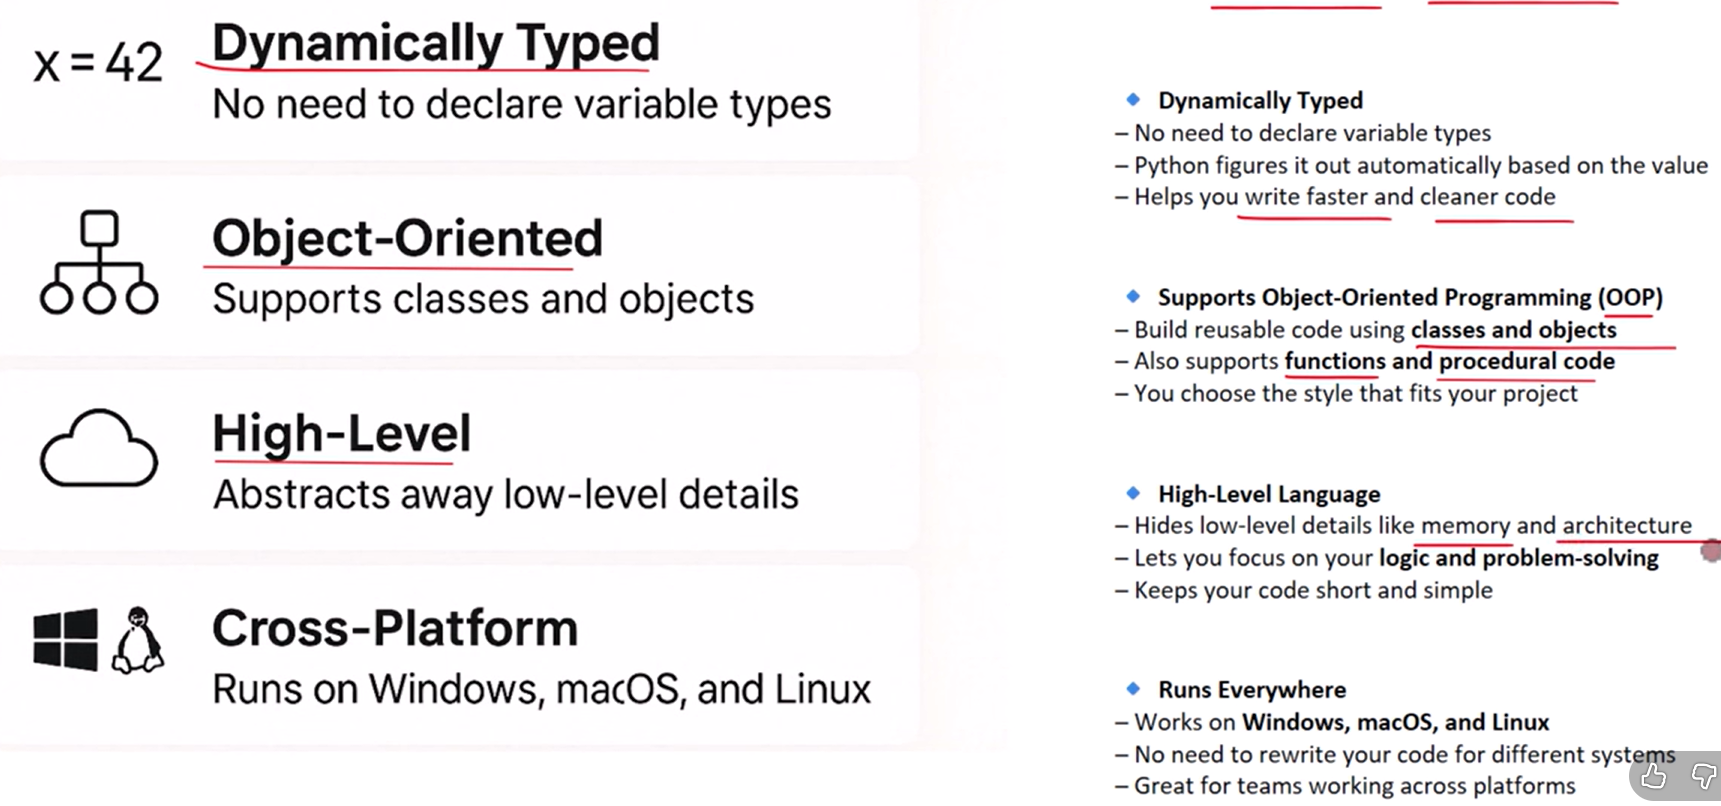 x = 42
Dynamically Typed
No need to declare variable types
Object-Oriented
Supports classes and objects
High-Level
Abstracts away low-level details
Cross-Platform
Runs on Windows, macOS, and Linux
Dynamically Typed
– No need to declare variable types
– Python figures it out automatically based on the value
– Helps you write faster and cleaner code
Supports Object-Oriented Programming (OOP)
– Build reusable code using classes and objects
– Also supports functions and procedural code
– You choose the style that fits your project
High-Level Language
– Hides low-level details like memory and architecture
– Lets you focus on your logic and problem-solving
– Keeps your code short and simple
Runs Everywhere
– Works on Windows, macOS, and Linux
– No need to rewrite your code for different systems
– Great for teams working across platforms